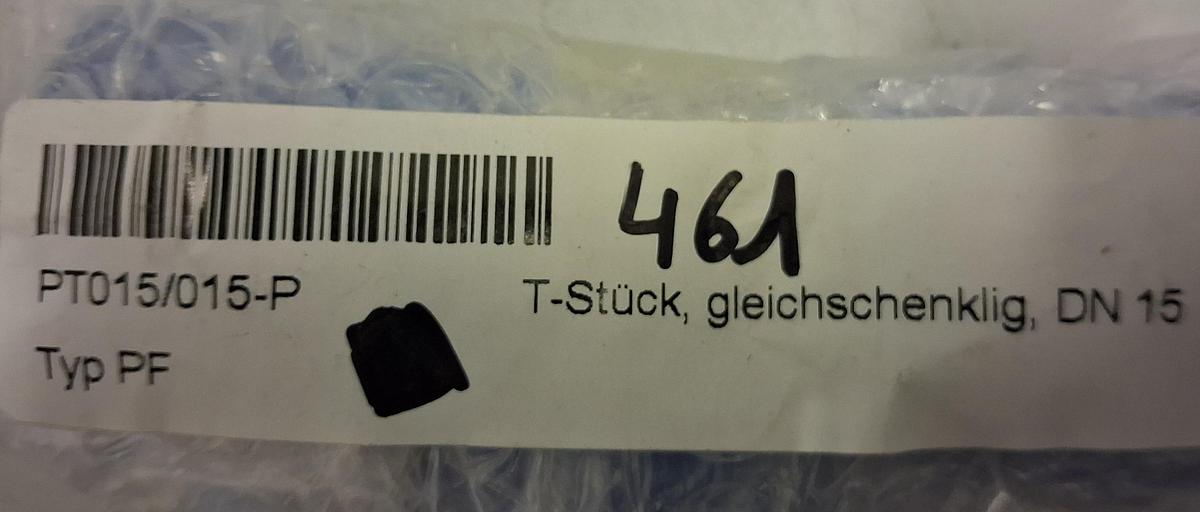 461
PT015/015-P T-Stück, gleichschenklig, DN 15
Typ PF